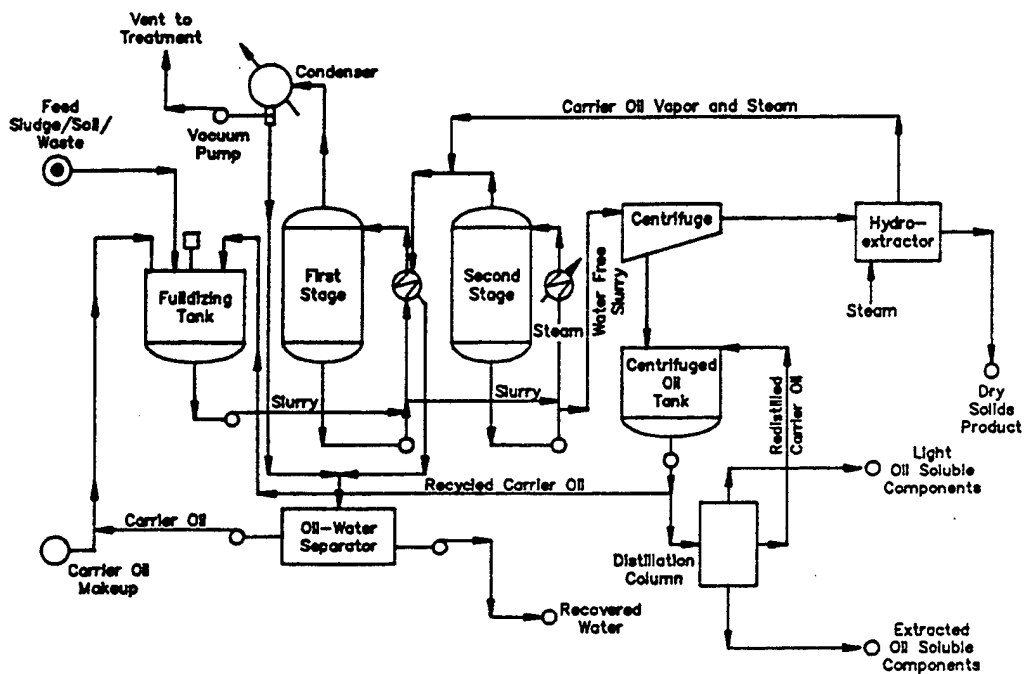 Vent to
Treatment
Condenser
Feed
Sludge/Soil/
Waste
Vacuum
Pump
Carrier Oil Vapor and Steam
Fluidizing
Tank
First
Stage
Second
Stage
Steam
Water Free
Slurry
Centrifuge
Hydro-
extractor
Steam
Centrifuged
Oil
Tank
Redistilled
Carrier Oil
Dry
Solids
Product
Slurry
Slurry
Recycled Carrier Oil
Light
Oil Soluble
Components
Carrier Oil
Oil-Water
Separator
Carrier Oil
Makeup
Distillation
Column
Recovered
Water
Extracted
Oil Soluble
Components